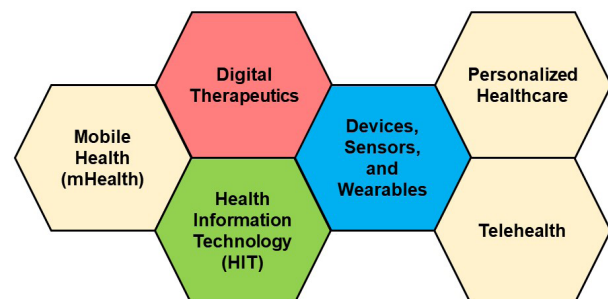 Digital
Therapeutics
Personalized
Healthcare
Mobile
Health
(mHealth)
Devices,
Sensors,
and
Wearables
Health
Information
Technology
(HIT)
Telehealth